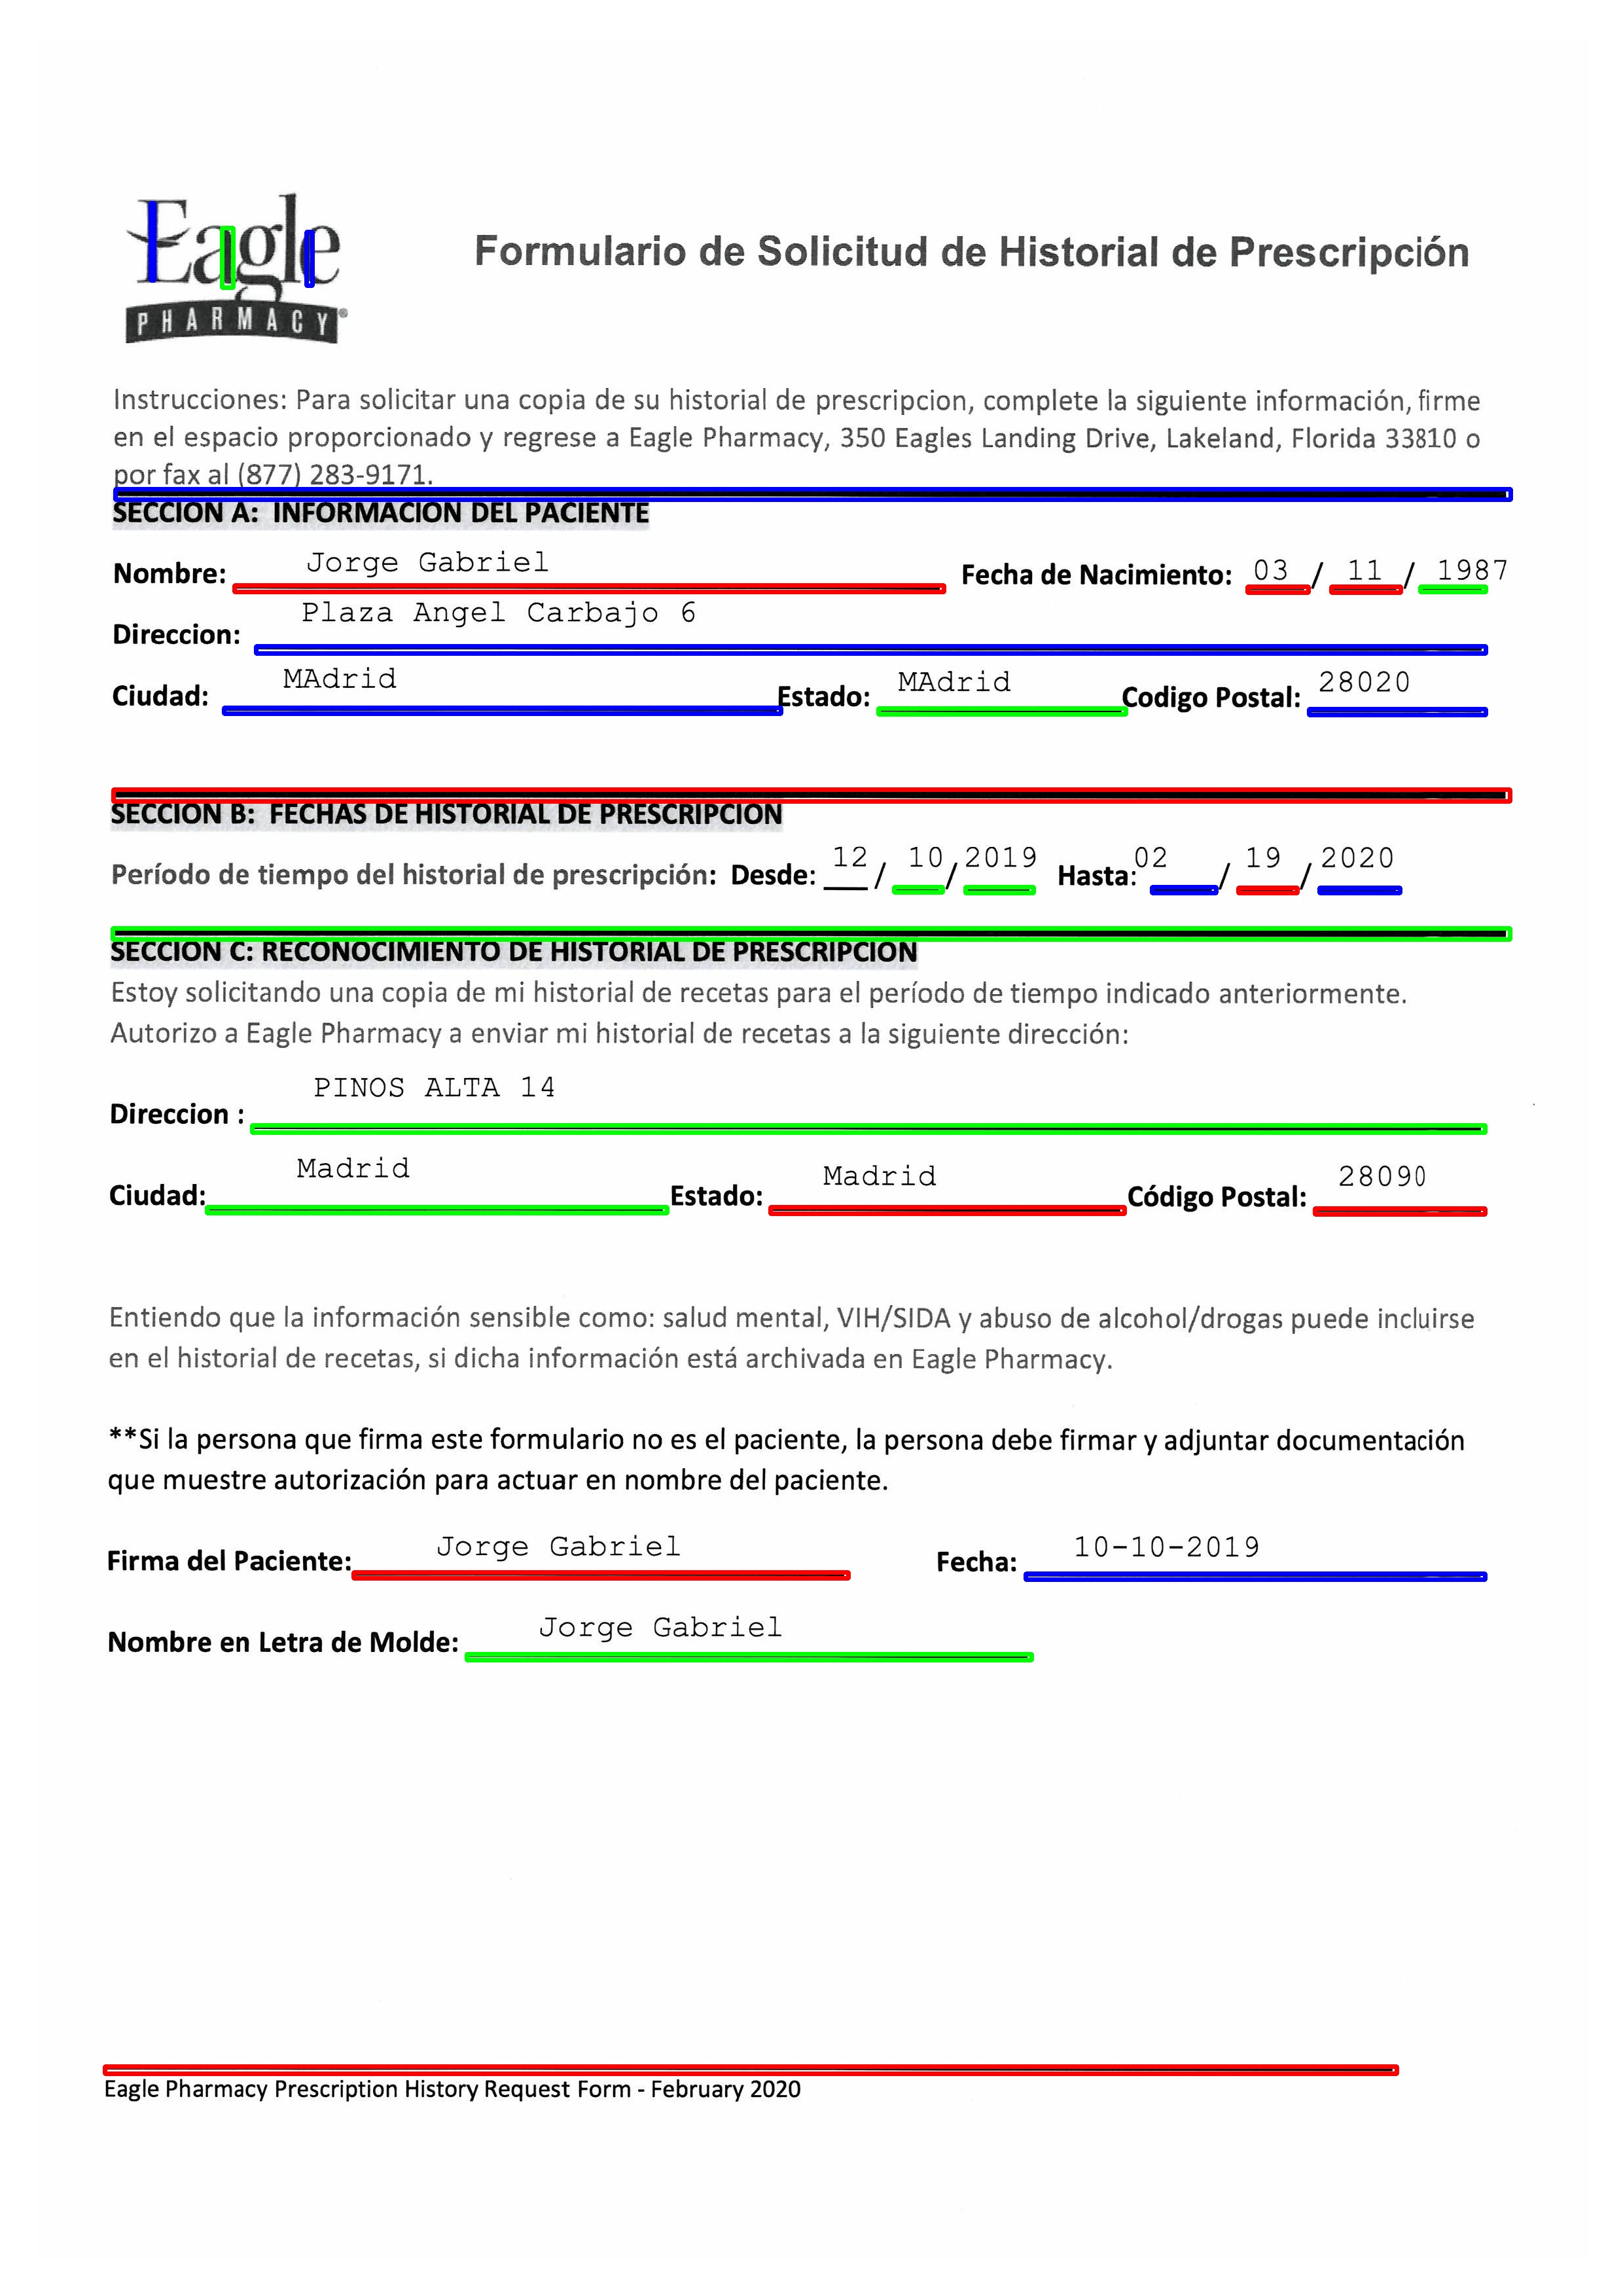 Eagle
PHARMACY®
Formulario de Solicitud de Historial de Prescripción
Instrucciones: Para solicitar una copia de su historial de prescripcion, complete la siguiente información, firme
en el espacio proporcionado y regrese a Eagle Pharmacy, 350 Eagles Landing Drive, Lakeland, Florida 33810 o
por fax al (877) 283-9171.
SECCION A: INFORMACION DEL PACIENTE
Nombre: Jorge Gabriel Fecha de Nacimiento: 03 / 11 / 1987
Direccion: Plaza Angel Carbajo 6
Ciudad: MAdrid Estado: MAdrid Codigo Postal: 28020
SECCION B: FECHAS DE HISTORIAL DE PRESCRIPCION
Período de tiempo del historial de prescripción: Desde: 12 / 10 / 2019 Hasta: 02 / 19 / 2020
SECCION C: RECONOCIMIENTO DE HISTORIAL DE PRESCRIPCION
Estoy solicitando una copia de mi historial de recetas para el período de tiempo indicado anteriormente.
Autorizo a Eagle Pharmacy a enviar mi historial de recetas a la siguiente dirección:
Direccion : PINOS ALTA 14
Ciudad: Madrid Estado: Madrid Código Postal: 28090
Entiendo que la información sensible como: salud mental, VIH/SIDA y abuso de alcohol/drogas puede incluirse
en el historial de recetas, si dicha información está archivada en Eagle Pharmacy.
**Si la persona que firma este formulario no es el paciente, la persona debe firmar y adjuntar documentación
que muestre autorización para actuar en nombre del paciente.
Firma del Paciente: Jorge Gabriel Fecha: 10-10-2019
Nombre en Letra de Molde: Jorge Gabriel
Eagle Pharmacy Prescription History Request Form - February 2020